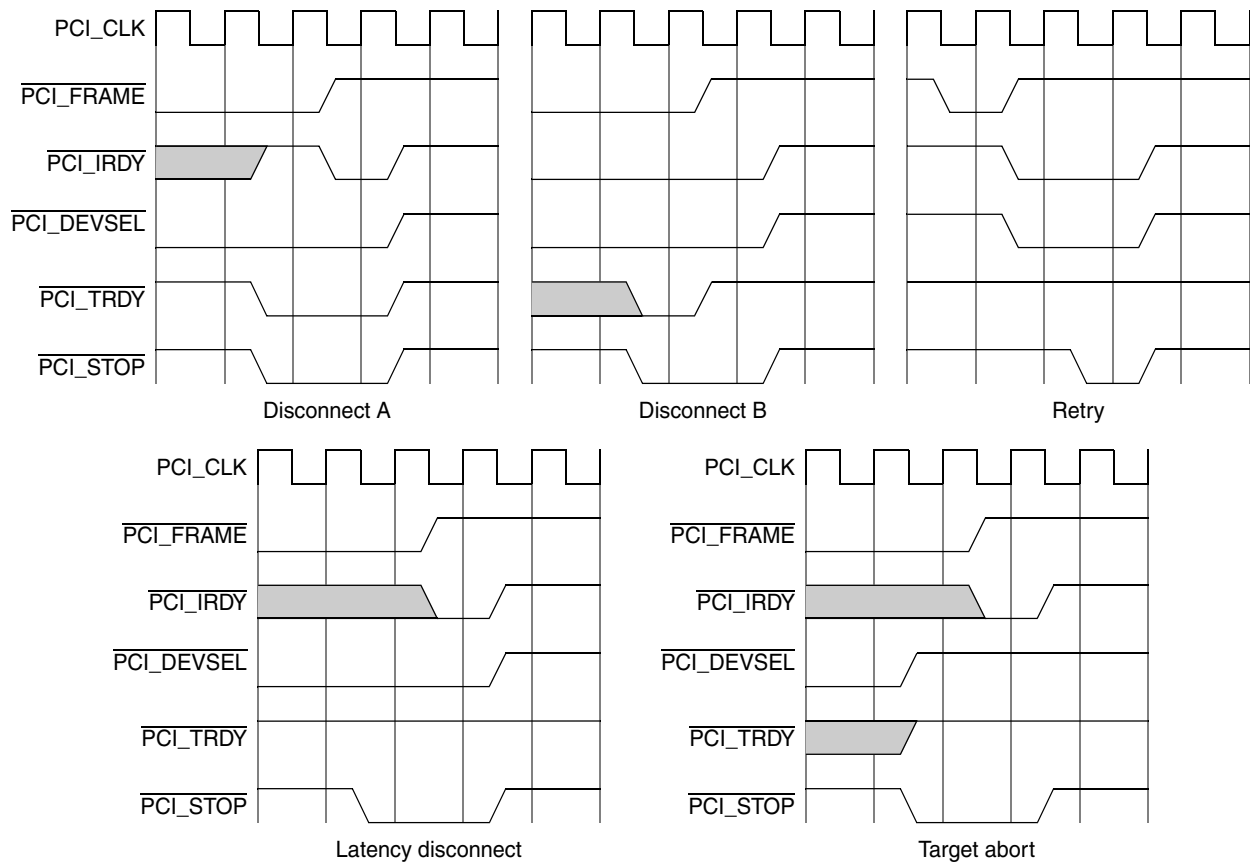 PCI_CLK
PCI_FRAME
PCI_IRDY
PCI_DEVSEL
PCI_TRDY
PCI_STOP
Disconnect A
Disconnect B
Retry
PCI_CLK
PCI_FRAME
PCI_IRDY
PCI_DEVSEL
PCI_TRDY
PCI_STOP
Latency disconnect
PCI_CLK
PCI_FRAME
PCI_IRDY
PCI_DEVSEL
PCI_TRDY
PCI_STOP
Target abort